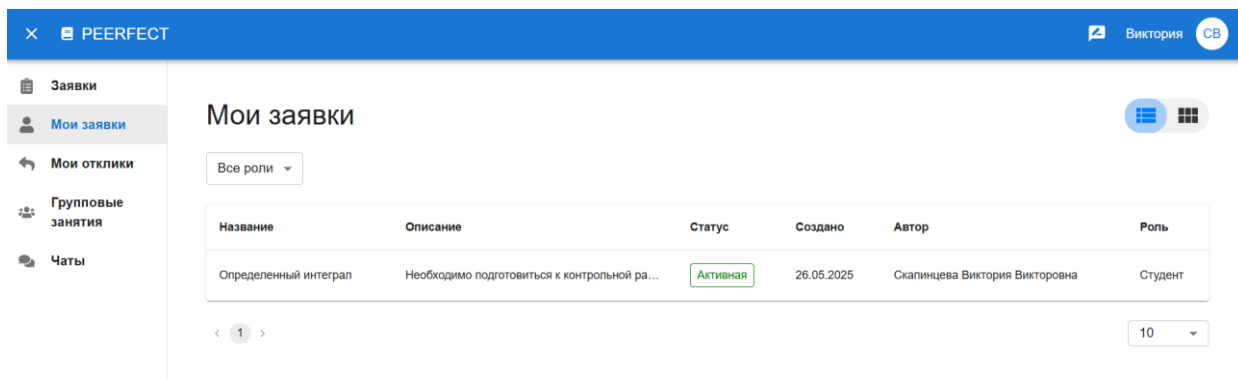 PEERFECT
Виктория СВ
Заявки
Мои заявки
Мои отклики
Групповые
занятия
Чаты
Мои заявки
Все роли
Название Описание Статус Создано Автор Роль
Определенный интеграл Необходимо подготовиться к контрольной ра... Активная 26.05.2025 Скапинцева Виктория Викторовна Студент
1
10